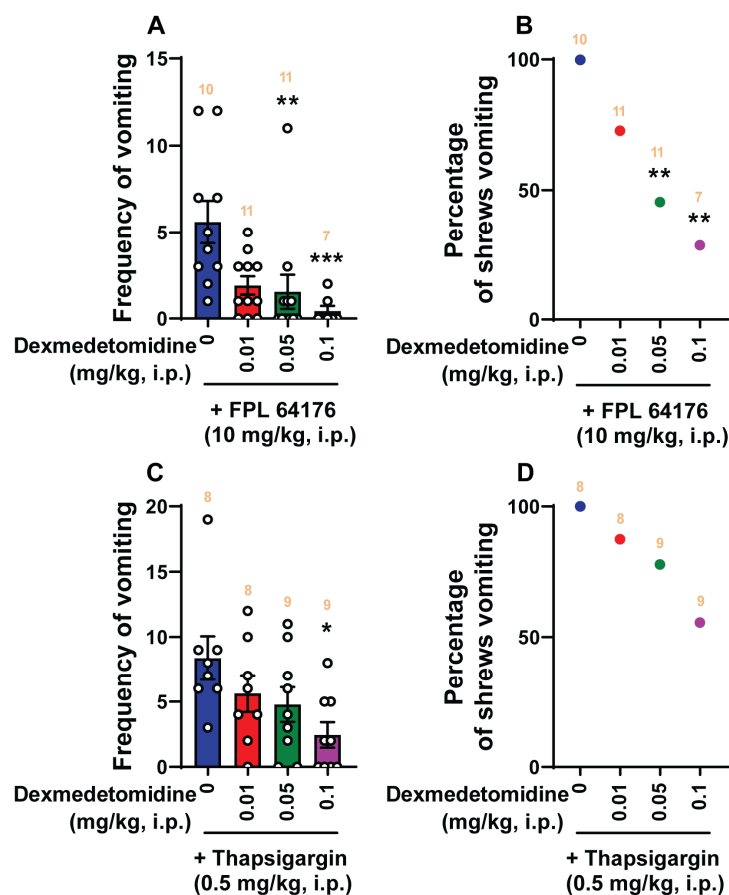 A
Frequency of vomiting
15
10
5
0
10
11
11
**
7
***
Dexmedetomidine
(mg/kg, i.p.)
0
0.01
0.05
0.1
+ FPL 64176
(10 mg/kg, i.p.)
B
Percentage
of shrews vomiting
100
50
0
10
11
11
**
7
**
Dexmedetomidine
(mg/kg, i.p.)
0
0.01
0.05
0.1
+ FPL 64176
(10 mg/kg, i.p.)
C
Frequency of vomiting
20
15
10
5
0
8
8
9
9
*
Dexmedetomidine
(mg/kg, i.p.)
0
0.01
0.05
0.1
+ Thapsigargin
(0.5 mg/kg, i.p.)
D
Percentage
of shrews vomiting
100
50
0
8
8
9
9
Dexmedetomidine
(mg/kg, i.p.)
0
0.01
0.05
0.1
+ Thapsigargin
(0.5 mg/kg, i.p.)